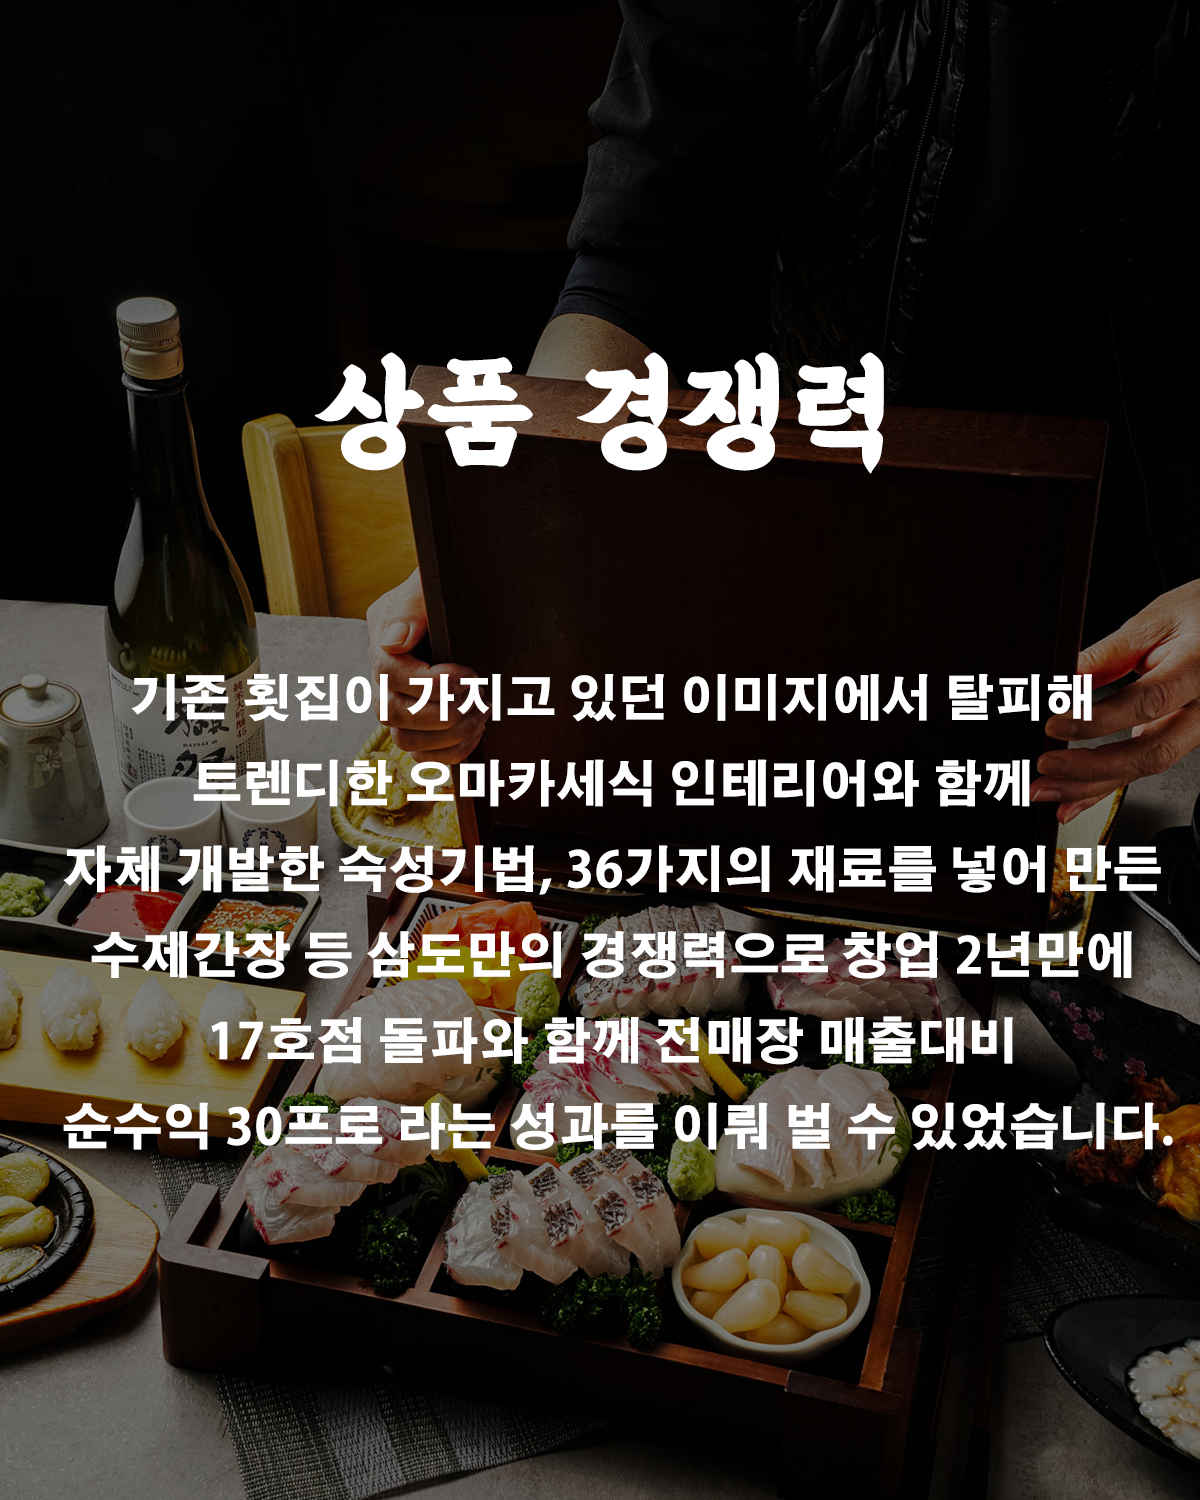 상품 경쟁력
기존 횟집이 가지고 있던 이미지에서 탈피해
트렌디한 오마카세식 인테리어와 함께
자체 개발한 숙성기법, 36가지의 재료를 넣어 만든
수제간장 등 삼도만의 경쟁력으로 창업 2년만에
17호점 돌파와 함께 전매장 매출대비
순수익 30프로 라는 성과를 이뤄 벌 수 있었습니다.
DASSAI 45